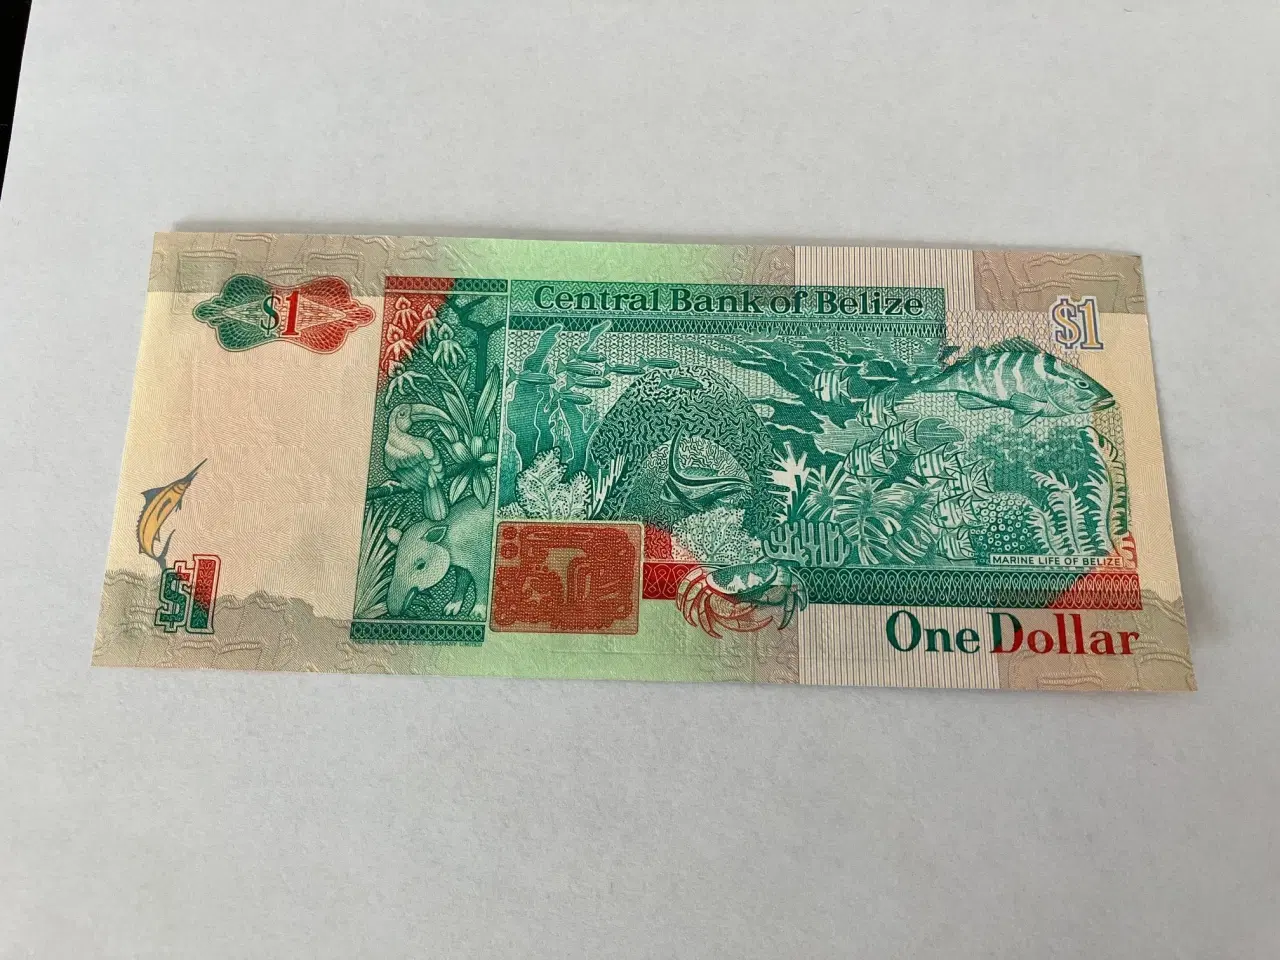 $1
Central Bank of Belize
$1
MARINE LIFE OF BELIZE
$1
One Dollar